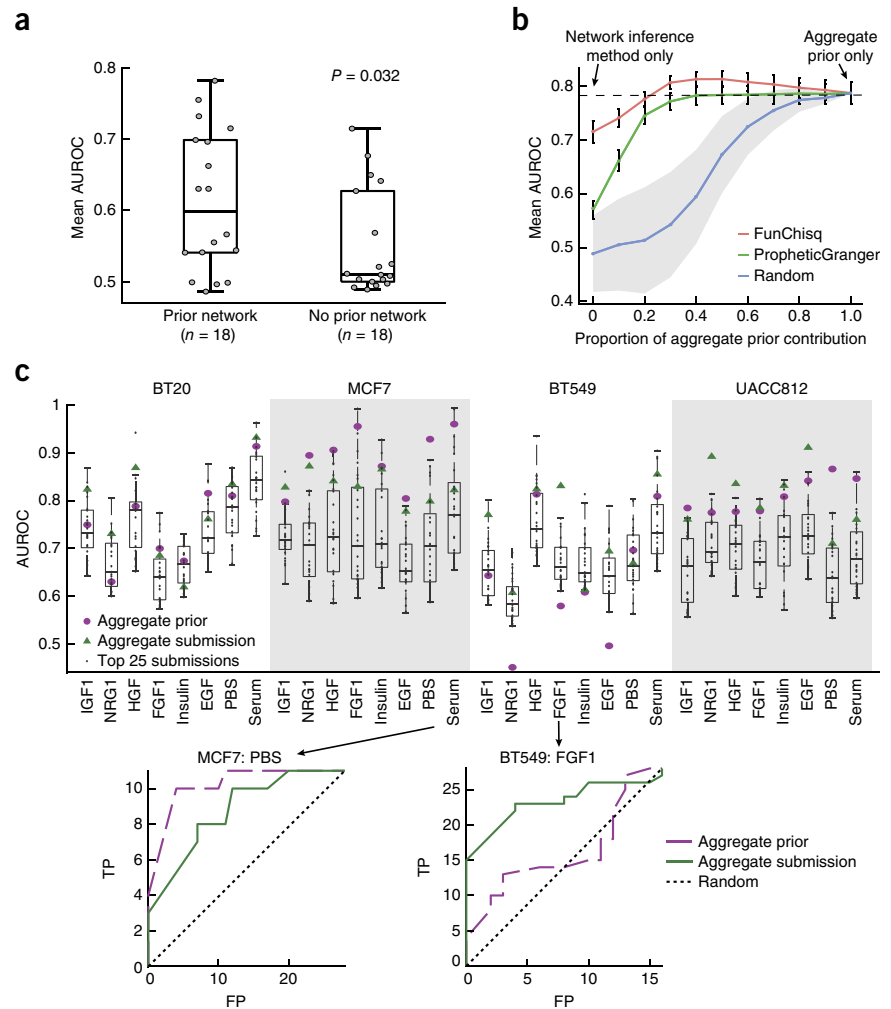 a
P = 0.032
0.8
0.7
0.6
0.5
Mean AUROC
Prior network
(n = 18)
No prior network
(n = 18)
b
Network inference
method only
Aggregate
prior only
0.8
0.7
0.6
0.5
0.4
Mean AUROC
FunChisq
PropheticGranger
Random
0 0.2 0.4 0.6 0.8 1.0
Proportion of aggregate prior contribution
c
BT20 MCF7 BT549 UACC812
1
0.9
0.8
0.7
0.6
0.5
AUROC
Aggregate prior
Aggregate submission
Top 25 submissions
IGF1 NRG1 HGF FGF1 Insulin EGF PBS Serum IGF1 NRG1 HGF FGF1 Insulin EGF PBS Serum IGF1 NRG1 HGF FGF1 Insulin EGF PBS Serum IGF1 NRG1 HGF FGF1 Insulin EGF PBS Serum
MCF7: PBS
10
8
6
4
2
0
TP
0 10 20
FP
BT549: FGF1
25
20
15
10
5
0
TP
0 5 10 15
FP
Aggregate prior
Aggregate submission
Random